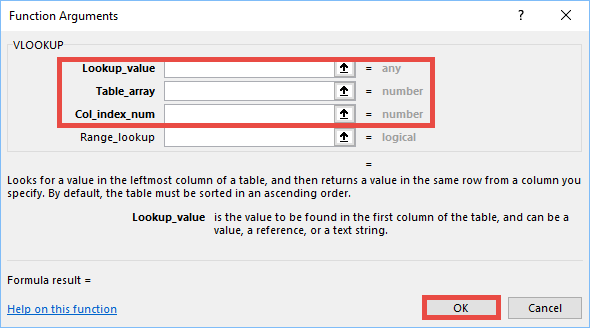 Function Arguments ? ×
VLOOKUP
Lookup_value = any
Table_array = number
Col_index_num = number
Range_lookup = logical
=
Looks for a value in the leftmost column of a table, and then returns a value in the same row from a column you
specify. By default, the table must be sorted in an ascending order.
Lookup_value is the value to be found in the first column of the table, and can be a
value, a reference, or a text string.
Formula result =
Help on this function OK Cancel